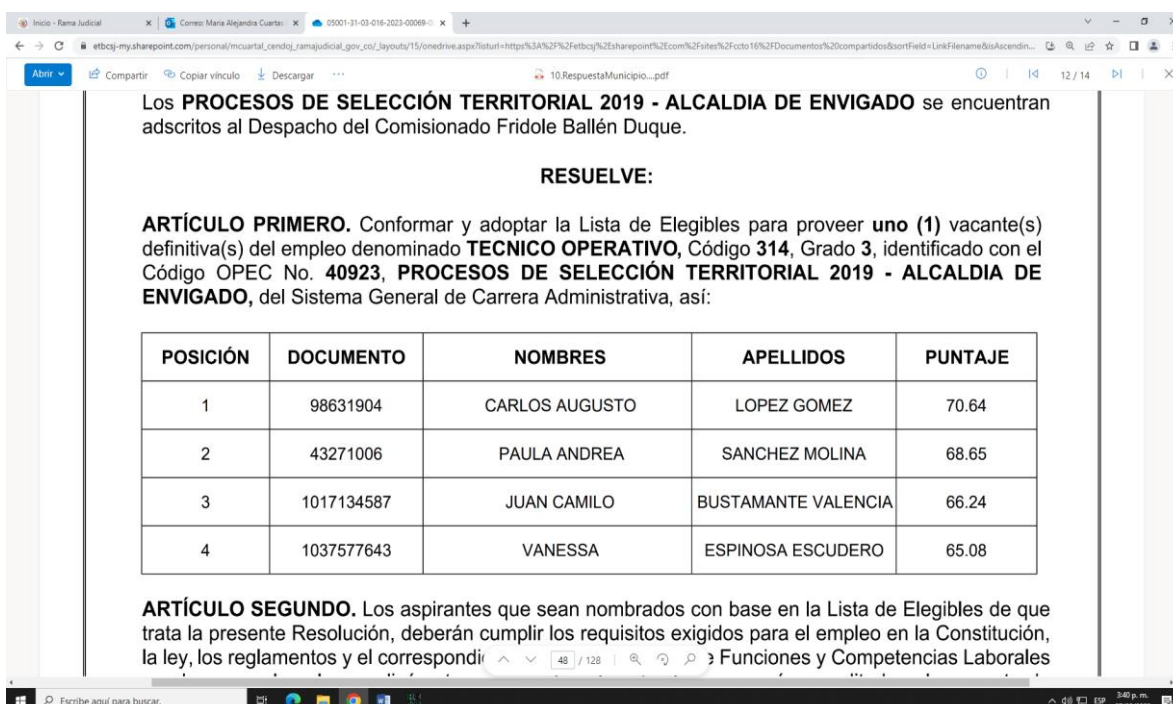 Inicio - Rama Judicial
Correo: Maria Alejandra Cuartas
05001-31-03-016-2023-00069-0
Abrir
Compartir
Copiar vínculo
Descargar
10.RespuestaMunicipio....pdf
12 / 14
Los PROCESOS DE SELECCIÓN TERRITORIAL 2019 - ALCALDIA DE ENVIGADO se encuentran
adscritos al Despacho del Comisionado Fridole Ballén Duque.
RESUELVE:
ARTÍCULO PRIMERO. Conformar y adoptar la Lista de Elegibles para proveer uno (1) vacante(s)
definitiva(s) del empleo denominado TECNICO OPERATIVO, Código 314, Grado 3, identificado con el
Código OPEC No. 40923, PROCESOS DE SELECCIÓN TERRITORIAL 2019 - ALCALDIA DE
ENVIGADO, del Sistema General de Carrera Administrativa, así:
POSICIÓN DOCUMENTO NOMBRES APELLIDOS PUNTAJE
1 98631904 CARLOS AUGUSTO LOPEZ GOMEZ 70.64
2 43271006 PAULA ANDREA SANCHEZ MOLINA 68.65
3 1017134587 JUAN CAMILO BUSTAMANTE VALENCIA 66.24
4 1037577643 VANESSA ESPINOSA ESCUDERO 65.08
ARTÍCULO SEGUNDO. Los aspirantes que sean nombrados con base en la Lista de Elegibles de que
trata la presente Resolución, deberán cumplir los requisitos exigidos para el empleo en la Constitución,
la ley, los reglamentos y el correspondi
48 / 128
e Funciones y Competencias Laborales
Escribe aquí para buscar.
ESP
3:40 p. m.